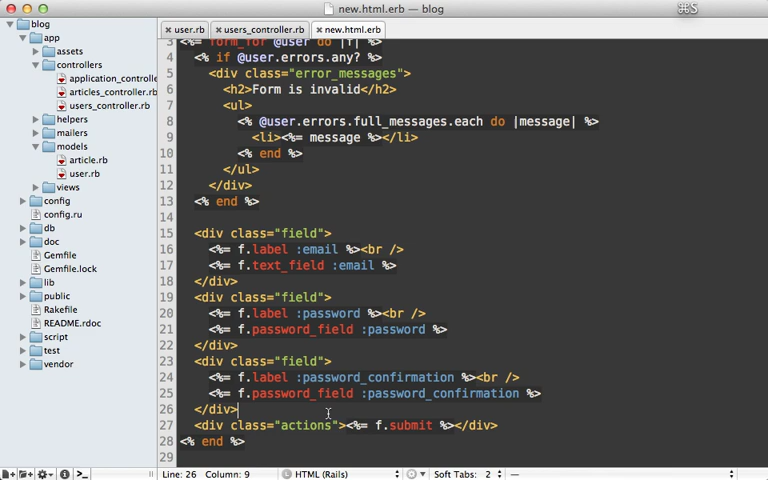 new.html.erb — blog
⌘S
blog
app
assets
controllers
application_controlle
articles_controller.rb
users_controller.rb
helpers
mailers
models
article.rb
user.rb
views
config
config.ru
db
doc
Gemfile
Gemfile.lock
lib
public
Rakefile
README.rdoc
script
test
vendor
× user.rb × users_controller.rb × new.html.erb
3 <%= form_for @user do |f| %>
4 <% if @user.errors.any? %>
5 <div class="error_messages">
6 <h2>Form is invalid</h2>
7 <ul>
8 <% @user.errors.full_messages.each do |message| %>
9 <li><%= message %></li>
10 <% end %>
11 </ul>
12 </div>
13 <% end %>
14
15 <div class="field">
16 <%= f.label :email %><br />
17 <%= f.text_field :email %>
18 </div>
19 <div class="field">
20 <%= f.label :password %><br />
21 <%= f.password_field :password %>
22 </div>
23 <div class="field">
24 <%= f.label :password_confirmation %><br />
25 <%= f.password_field :password_confirmation %>
26 </div>
27 <div class="actions"><%= f.submit %></div>
28 <% end %>
29
Line: 26 Column: 9 L HTML (Rails) Soft Tabs: 2 —